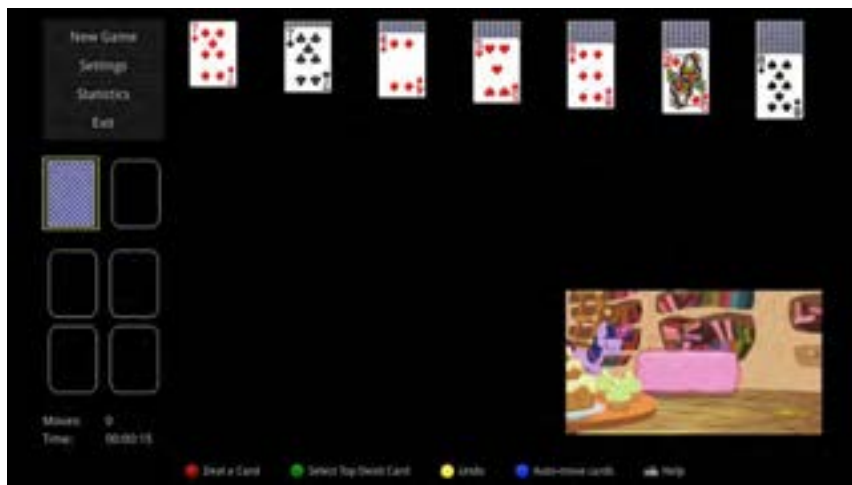 New Game
Settings
Statistics
Exit
Moves: 0
Time: 00:00:15
Deal a Card Select Top Deck Card Undo Auto-move cards Help